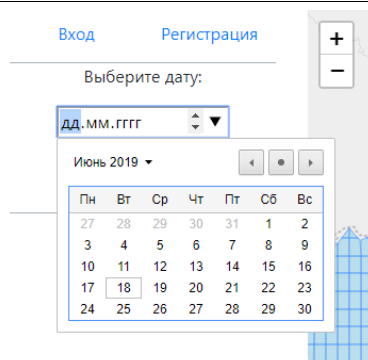 Вход Регистрация
+
−
Выберите дату:
дд.мм.гггг
Июнь 2019
Пн Вт Ср Чт Пт Сб Вс
27 28 29 30 31 1 2
3 4 5 6 7 8 9
10 11 12 13 14 15 16
17 18 19 20 21 22 23
24 25 26 27 28 29 30